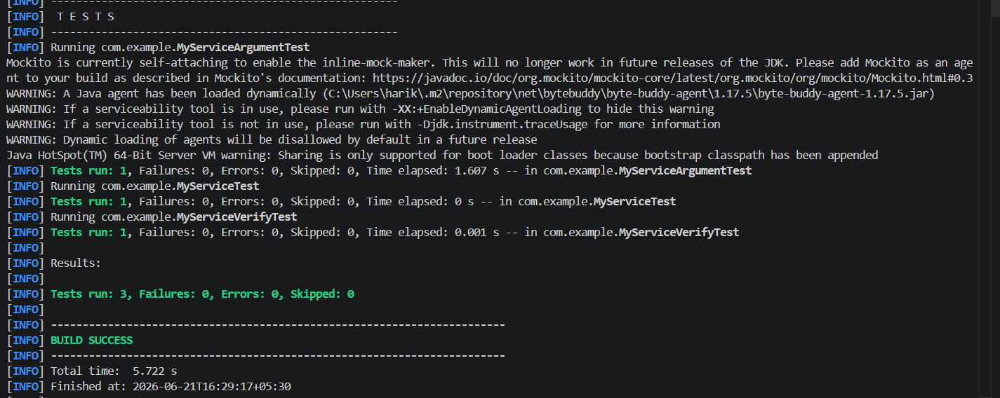 [INFO] -------------------------------------------------------
[INFO]  T E S T S
[INFO] -------------------------------------------------------
[INFO] Running com.example.MyServiceArgumentTest
Mockito is currently self-attaching to enable the inline-mock-maker. This will no longer work in future releases of the JDK. Please add Mockito as an age
nt to your build as described in Mockito's documentation: https://javadoc.io/doc/org.mockito/mockito-core/latest/org.mockito/org/mockito/Mockito.html#0.3
WARNING: A Java agent has been loaded dynamically (C:\Users\harik\.m2\repository\net\bytebuddy\byte-buddy-agent\1.17.5\byte-buddy-agent-1.17.5.jar)
WARNING: If a serviceability tool is in use, please run with -XX:+EnableDynamicAgentLoading to hide this warning
WARNING: If a serviceability tool is not in use, please run with -Djdk.instrument.traceUsage for more information
WARNING: Dynamic loading of agents will be disallowed by default in a future release
Java HotSpot(TM) 64-Bit Server VM warning: Sharing is only supported for boot loader classes because bootstrap classpath has been appended
[INFO] Tests run: 1, Failures: 0, Errors: 0, Skipped: 0, Time elapsed: 1.607 s -- in com.example.MyServiceArgumentTest
[INFO] Running com.example.MyServiceTest
[INFO] Tests run: 1, Failures: 0, Errors: 0, Skipped: 0, Time elapsed: 0 s -- in com.example.MyServiceTest
[INFO] Running com.example.MyServiceVerifyTest
[INFO] Tests run: 1, Failures: 0, Errors: 0, Skipped: 0, Time elapsed: 0.001 s -- in com.example.MyServiceVerifyTest
[INFO]
[INFO] Results:
[INFO]
[INFO] Tests run: 3, Failures: 0, Errors: 0, Skipped: 0
[INFO]
[INFO] ------------------------------------------------------------------------
[INFO] BUILD SUCCESS
[INFO] ------------------------------------------------------------------------
[INFO] Total time:  5.722 s
[INFO] Finished at: 2026-06-21T16:29:17+05:30